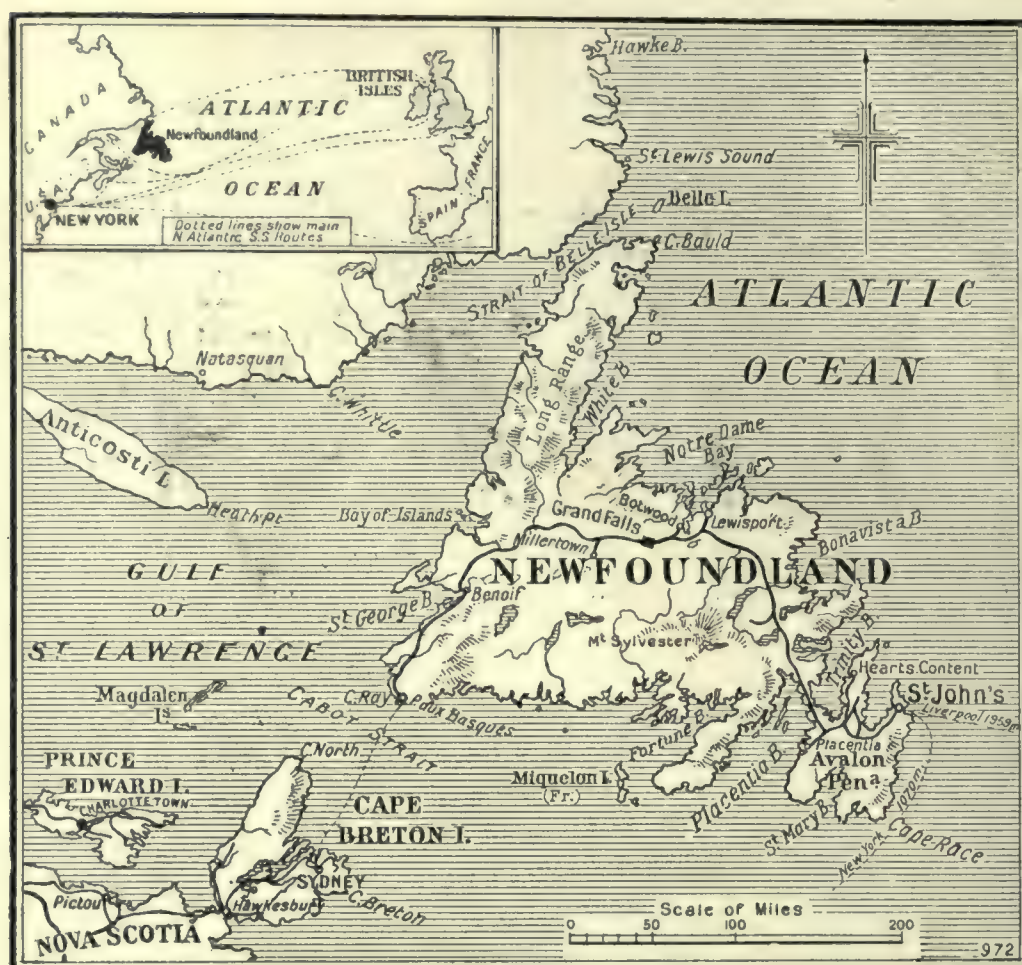 CANADA
U.S.A.
NEW YORK
Newfoundland
ATLANTIC
OCEAN
BRITISH
ISLES
FRANCE
SPAIN
Dotted lines show main
N Atlantic S.S. Routes
Hawke B.
St. Lewis Sound
Belle I.
C. Bauld
STRAIT OF BELLE ISLE
ATLANTIC
OCEAN
Natasquan
C. Whittle
Long Range
White B.
Notre Dame
Bay
Anticosti I.
Heath Pt
Bay of Islands
Botwood
Grand Falls
Lewisport
Millertown
Bonavista B.
NEWFOUNDLAND
GULF
OF
ST LAWRENCE
St George B.
Benoit
Mt Sylvester
Trinity B.
Hearts Content
St John's
Liverpool 1959m
Magdalen
Is
CABOT STRAIT
C. Ray
Paux Basques
Fortune B.
Placentia B.
Placentia
Avalon
Pena
C. North
Miquelon I.
(Fr.)
St Mary B.
New York 1070m
Cape Race
PRINCE
EDWARD I.
CHARLOTTETOWN
CAPE
BRETON I.
SYDNEY
C. Breton
Hawkesbury
Pictou
NOVA SCOTIA
Scale of Miles
0 50 100 200
972